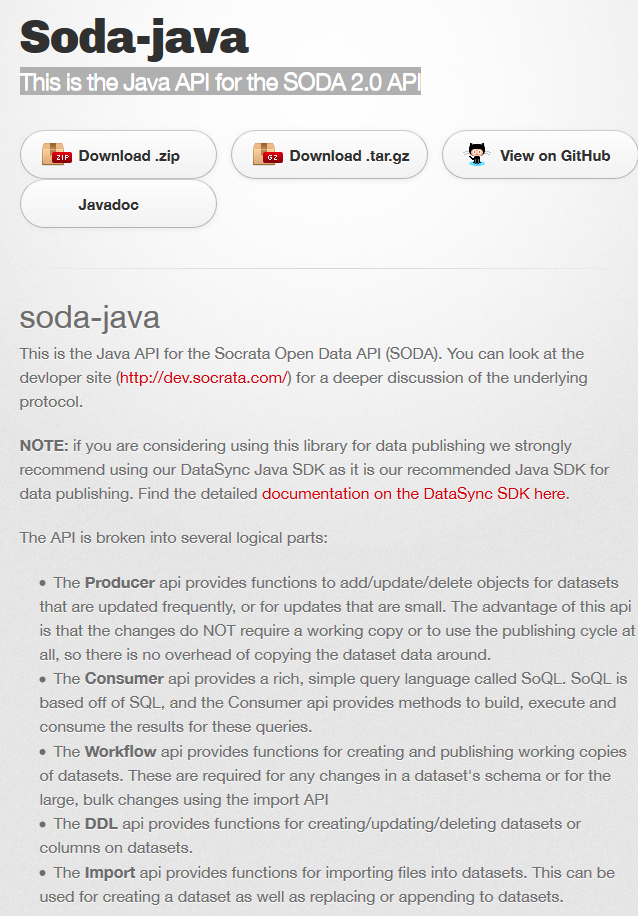 Soda-java
This is the Java API for the SODA 2.0 API
ZIP Download .zip
GZ Download .tar.gz
View on GitHub
Javadoc
soda-java
This is the Java API for the Socrata Open Data API (SODA). You can look at the
devloper site (http://dev.socrata.com/) for a deeper discussion of the underlying
protocol.
NOTE: if you are considering using this library for data publishing we strongly
recommend using our DataSync Java SDK as it is our recommended Java SDK for
data publishing. Find the detailed documentation on the DataSync SDK here.
The API is broken into several logical parts:
• The Producer api provides functions to add/update/delete objects for datasets
that are updated frequently, or for updates that are small. The advantage of this api
is that the changes do NOT require a working copy or to use the publishing cycle at
all, so there is no overhead of copying the dataset data around.
• The Consumer api provides a rich, simple query language called SoQL. SoQL is
based off of SQL, and the Consumer api provides methods to build, execute and
consume the results for these queries.
• The Workflow api provides functions for creating and publishing working copies
of datasets. These are required for any changes in a dataset's schema or for the
large, bulk changes using the import API
• The DDL api provides functions for creating/updating/deleting datasets or
columns on datasets.
• The Import api provides functions for importing files into datasets. This can be
used for creating a dataset as well as replacing or appending to datasets.